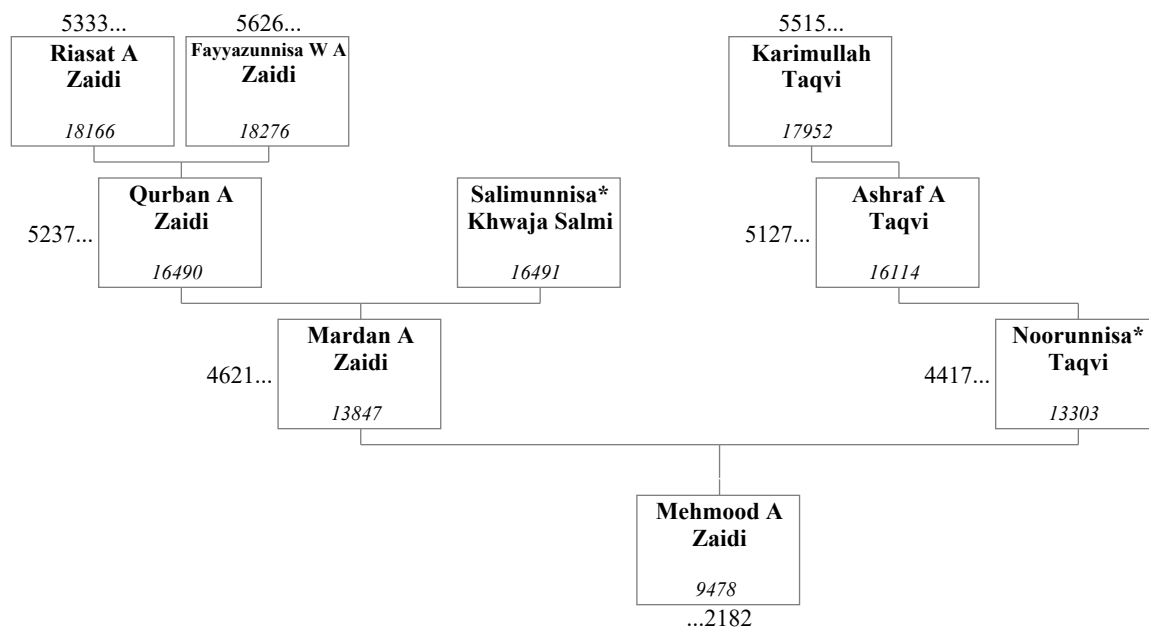 5333...
5626...
5515...
Riasat A
Zaidi
18166
Fayyazunnisa W A
Zaidi
18276
Karimullah
Taqvi
17952
5237...
Qurban A
Zaidi
16490
Salimunnisa*
Khwaja Salmi
16491
5127...
Ashraf A
Taqvi
16114
4621...
Mardan A
Zaidi
13847
4417...
Noorunnisa*
Taqvi
13303
Mehmood A
Zaidi
9478
...2182